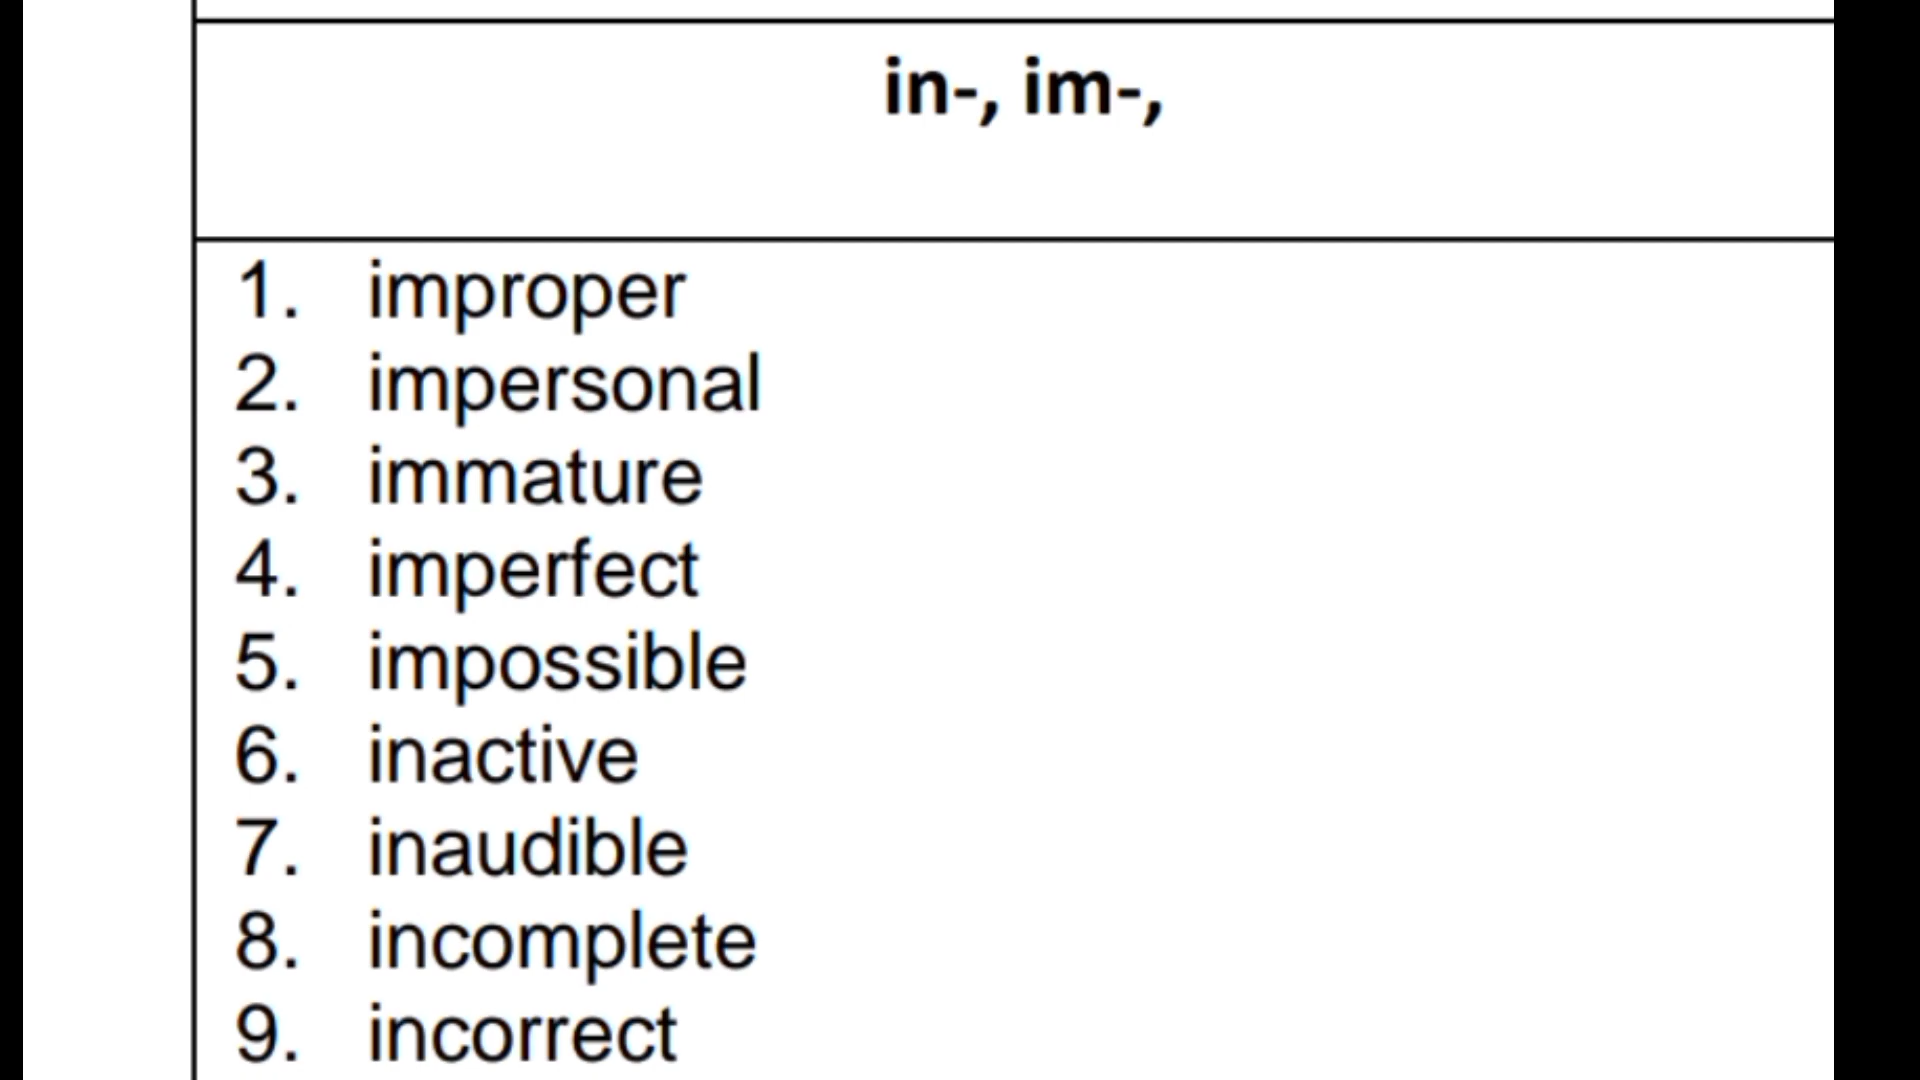 in-, im-,
1. improper
2. impersonal
3. immature
4. imperfect
5. impossible
6. inactive
7. inaudible
8. incomplete
9. incorrect